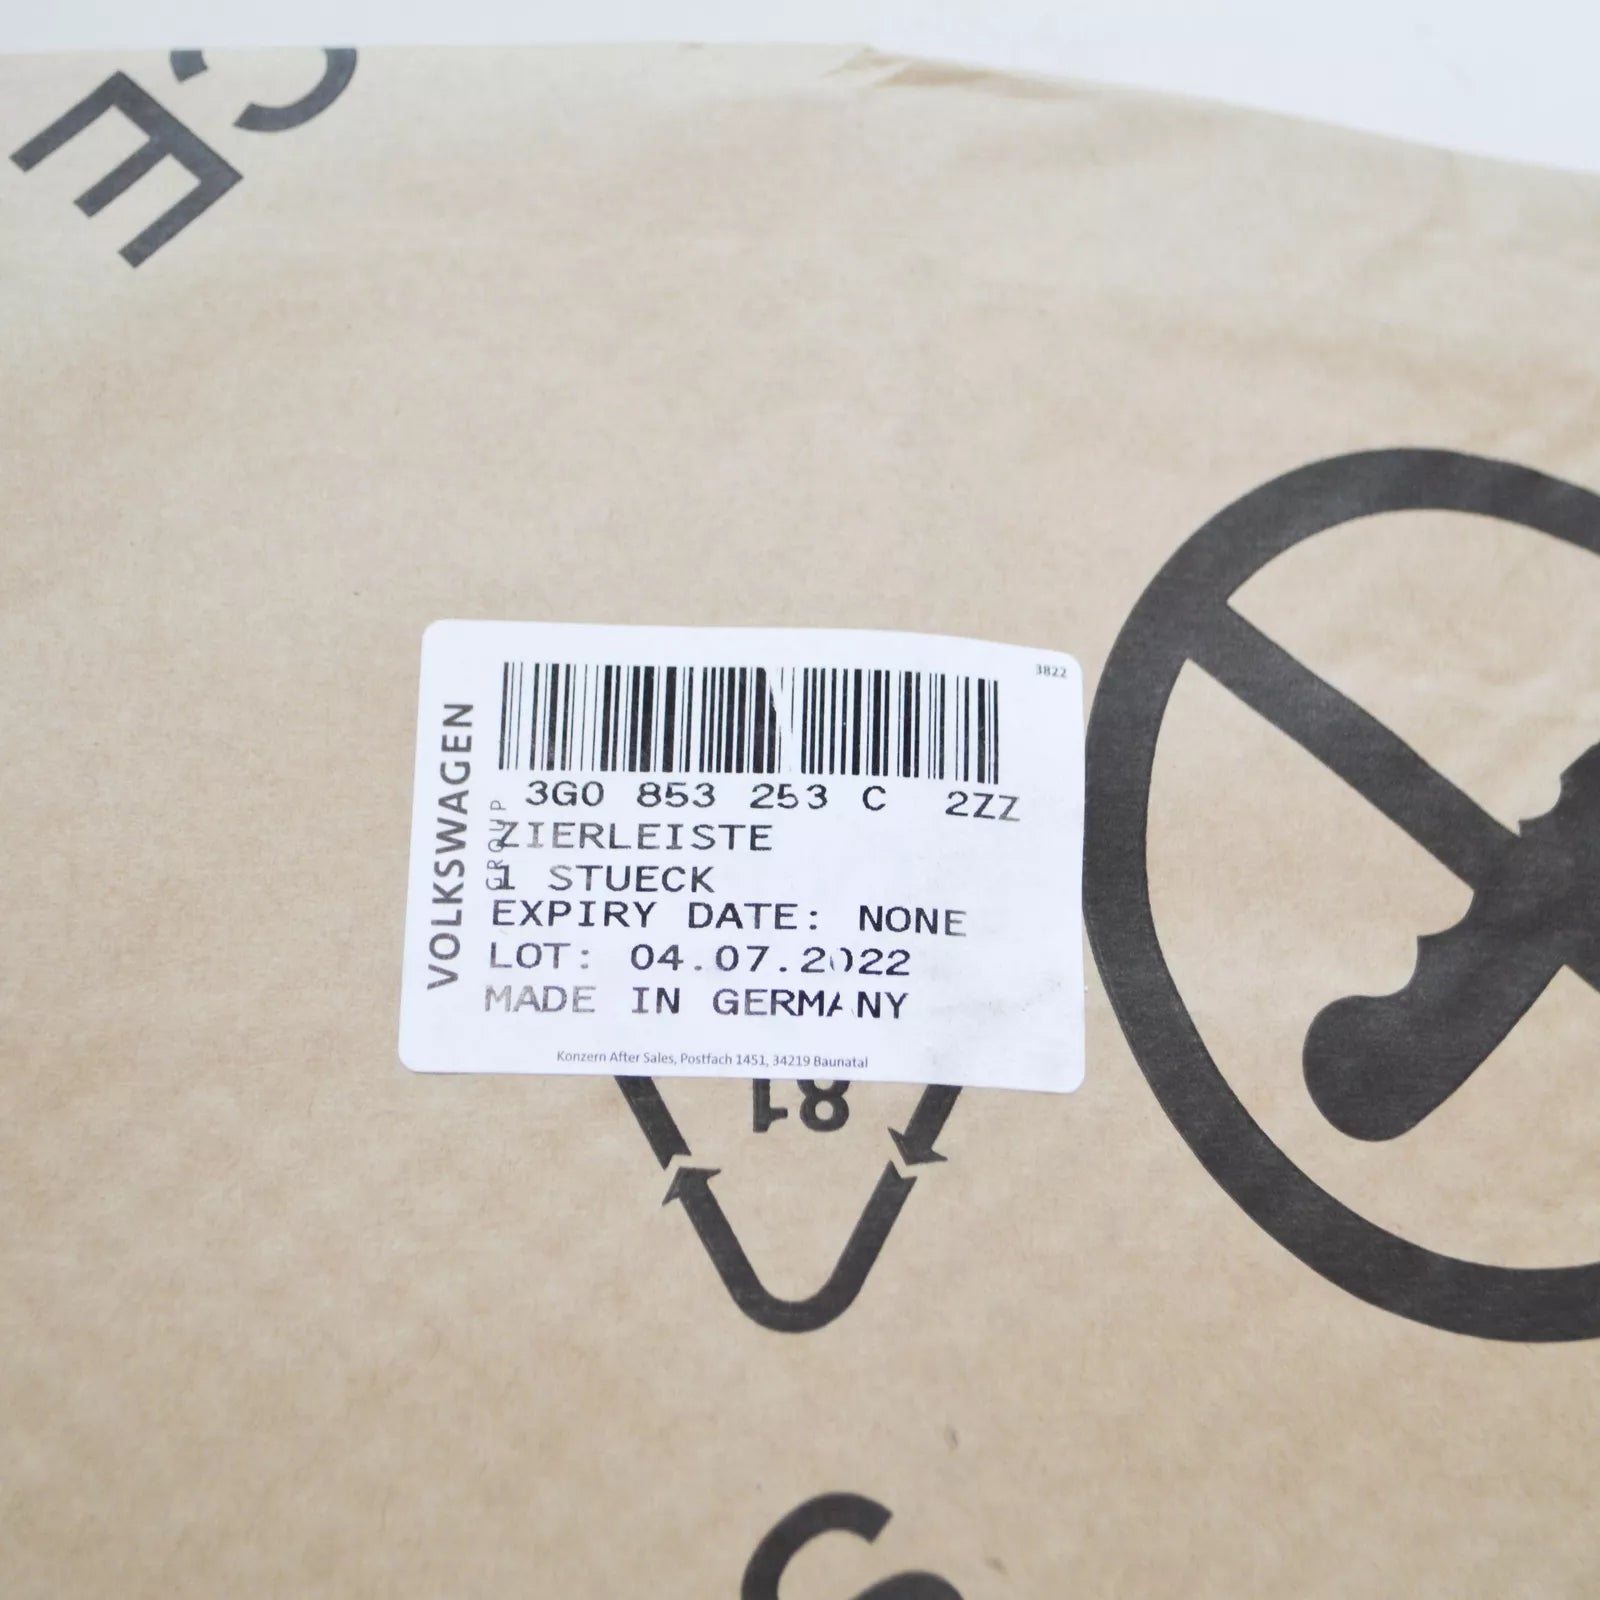 CE
3822
VOLKSWAGEN
GROUP
3G0 853 253 C 2ZZ
ZIERLEISTE
1 STUECK
EXPIRY DATE: NONE
LOT: 04.07.2022
MADE IN GERMANY
Konzern After Sales, Postfach 1451, 34219 Baunatal
81